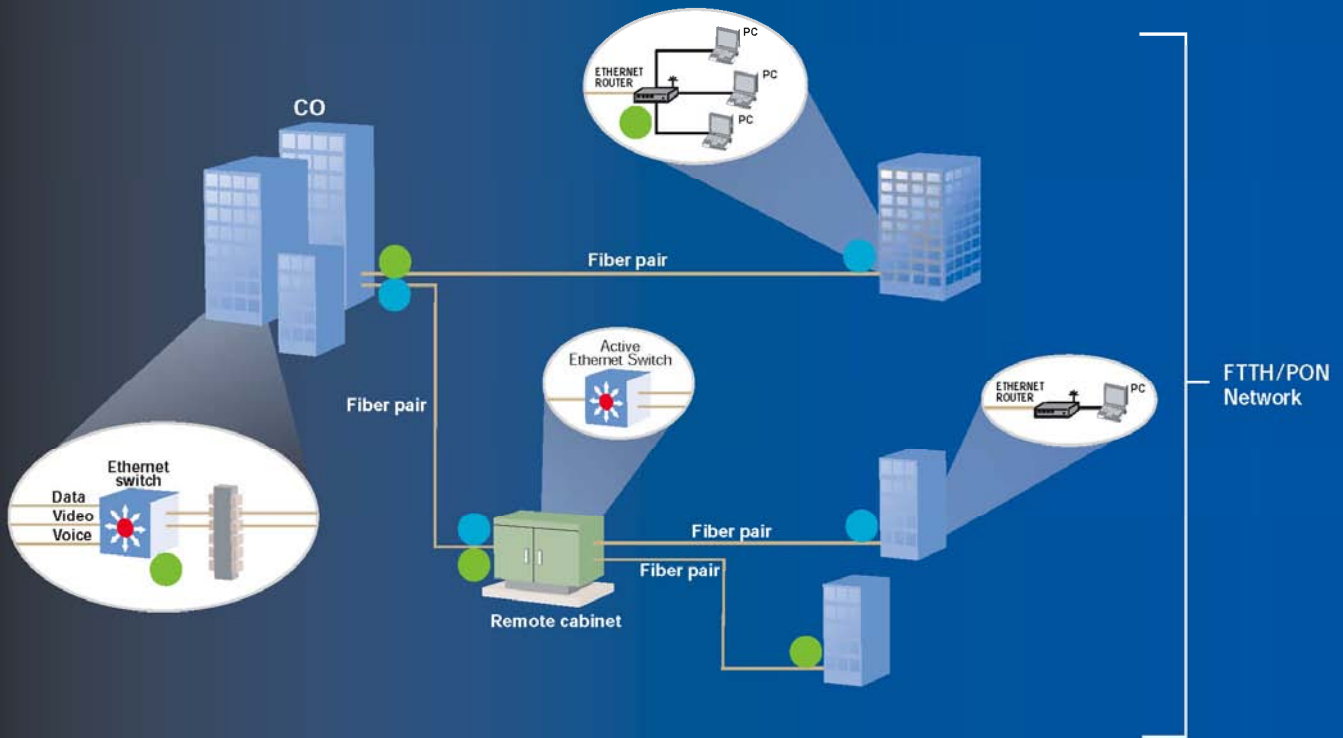 PC
ETHERNET
ROUTER
PC
PC
CO
Fiber pair
Active
Ethernet Switch
ETHERNET
ROUTER
PC
FTTH/PON
Network
Fiber pair
Ethernet
switch
Data
Video
Voice
Fiber pair
Fiber pair
Remote cabinet